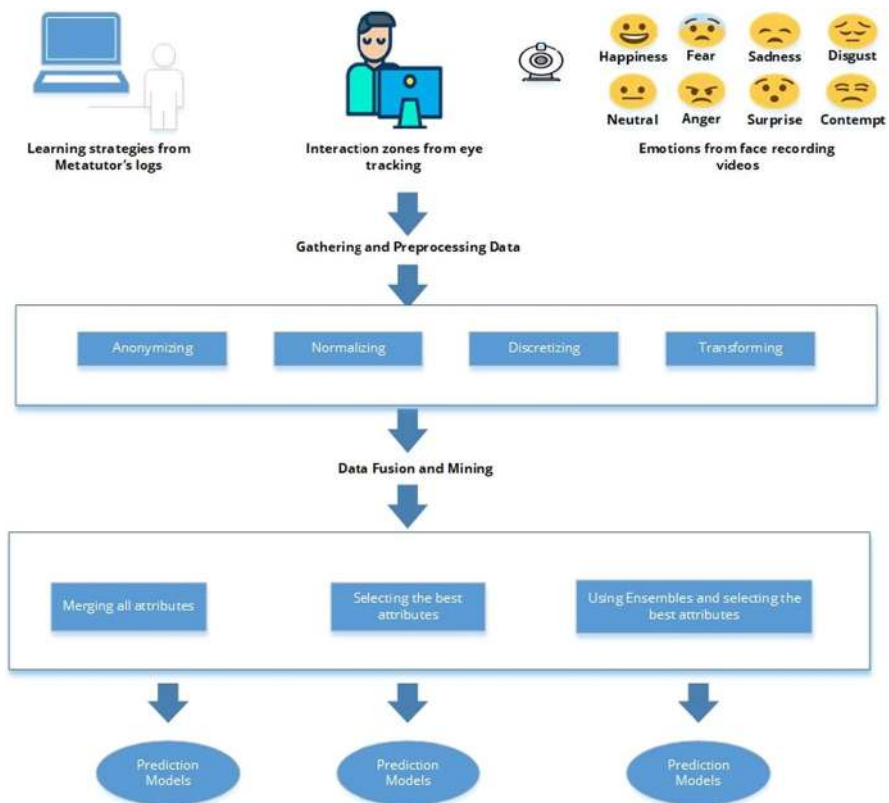 Happiness Fear Sadness Disgust
Neutral Anger Surprise Contempt
Learning strategies from
Metatutor's logs
Interaction zones from eye
tracking
Emotions from face recording
videos
Gathering and Preprocessing Data
Anonymizing
Normalizing
Discretizing
Transforming
Data Fusion and Mining
Merging all attributes
Selecting the best
attributes
Using Ensembles and selecting the
best attributes
Prediction
Models
Prediction
Models
Prediction
Models